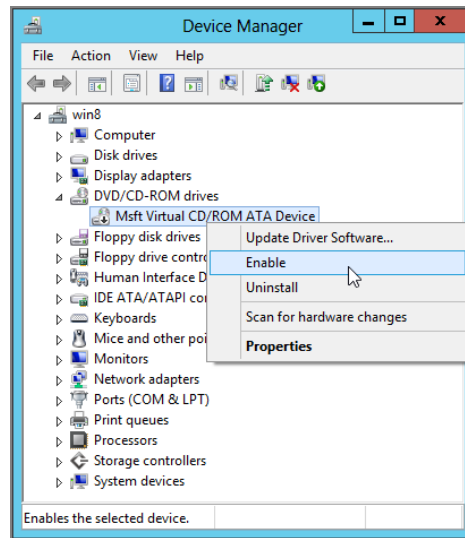 Device Manager
File Action View Help
win8
Computer
Disk drives
Display adapters
DVD/CD-ROM drives
Msft Virtual CD/ROM ATA Device
Floppy disk drives
Update Driver Software...
Floppy drive contro
Enable
Human Interface D
Uninstall
IDE ATA/ATAPI co
Keyboards
Scan for hardware changes
Mice and other poi
Properties
Monitors
Network adapters
Ports (COM & LPT)
Print queues
Processors
Storage controllers
System devices
Enables the selected device.